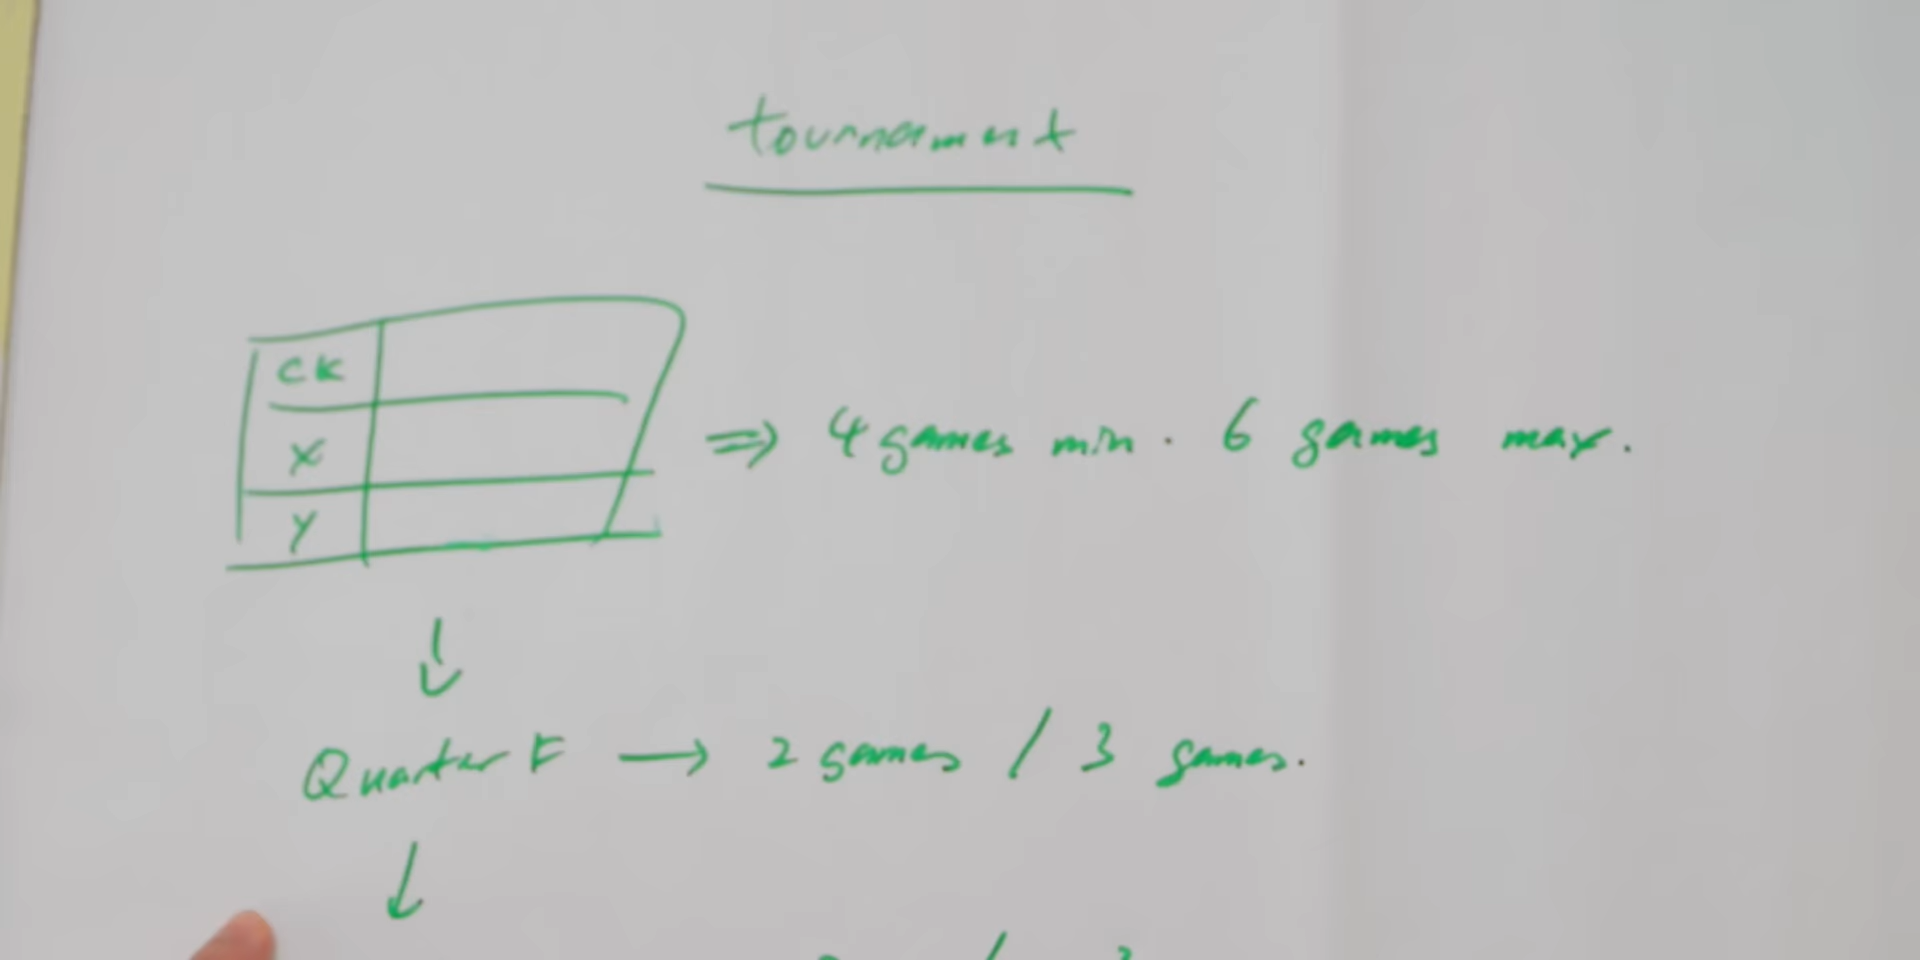 tournament
CK
X
Y
⇒ 4 games min. 6 games max.
↓
Quarter F → 2 games / 3 games.
↓